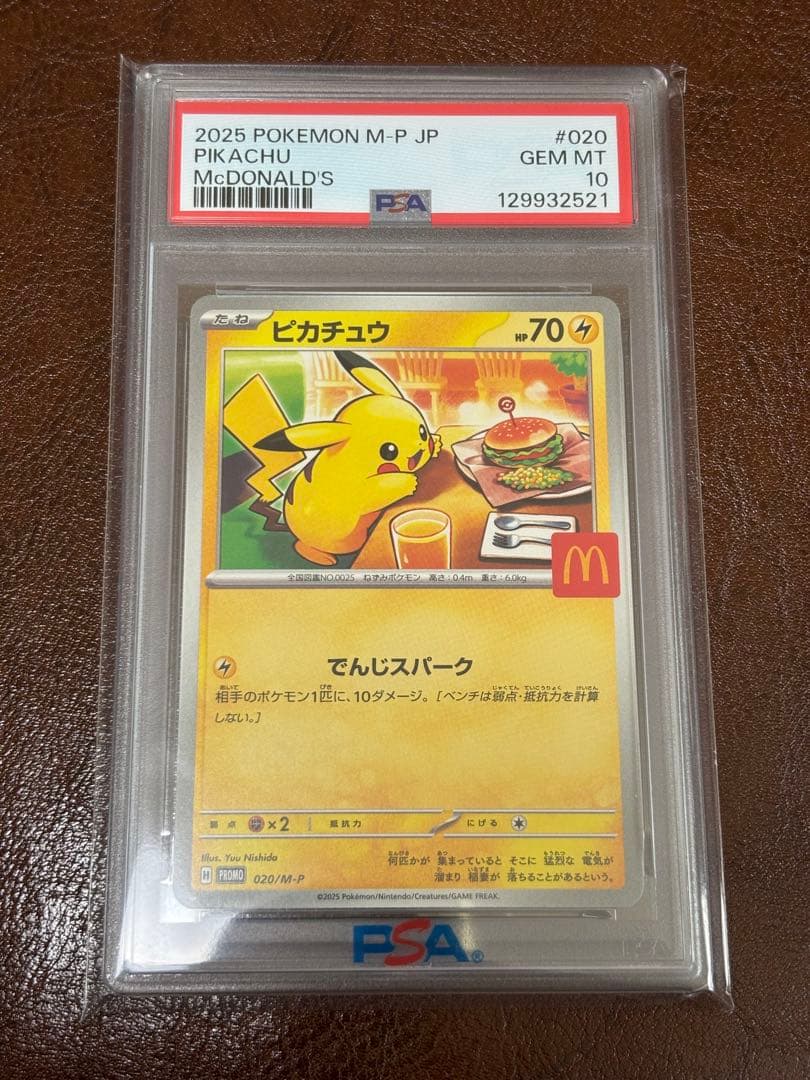 2025 POKEMON M-P JP #020
PIKACHU GEM MT
McDONALD'S 10
PSA 129932521
たね ピカチュウ HP70
全国図鑑NO.0025 ねずみポケモン 高さ:0.4m 重さ:6.0kg
M
でんじスパーク
相手のポケモン1匹に、10ダメージ。[ベンチは弱点・抵抗力を計算
しない。]
弱点 ×2 抵抗力 にげる
Illus. Yuu Nishida
何匹かが 集まっていると そこに 猛烈な 電気が
溜まり 稲妻が 落ちることがあるという。
H PROMO 020/M-P
©2025 Pokémon/Nintendo/Creatures/GAME FREAK.
PSA®